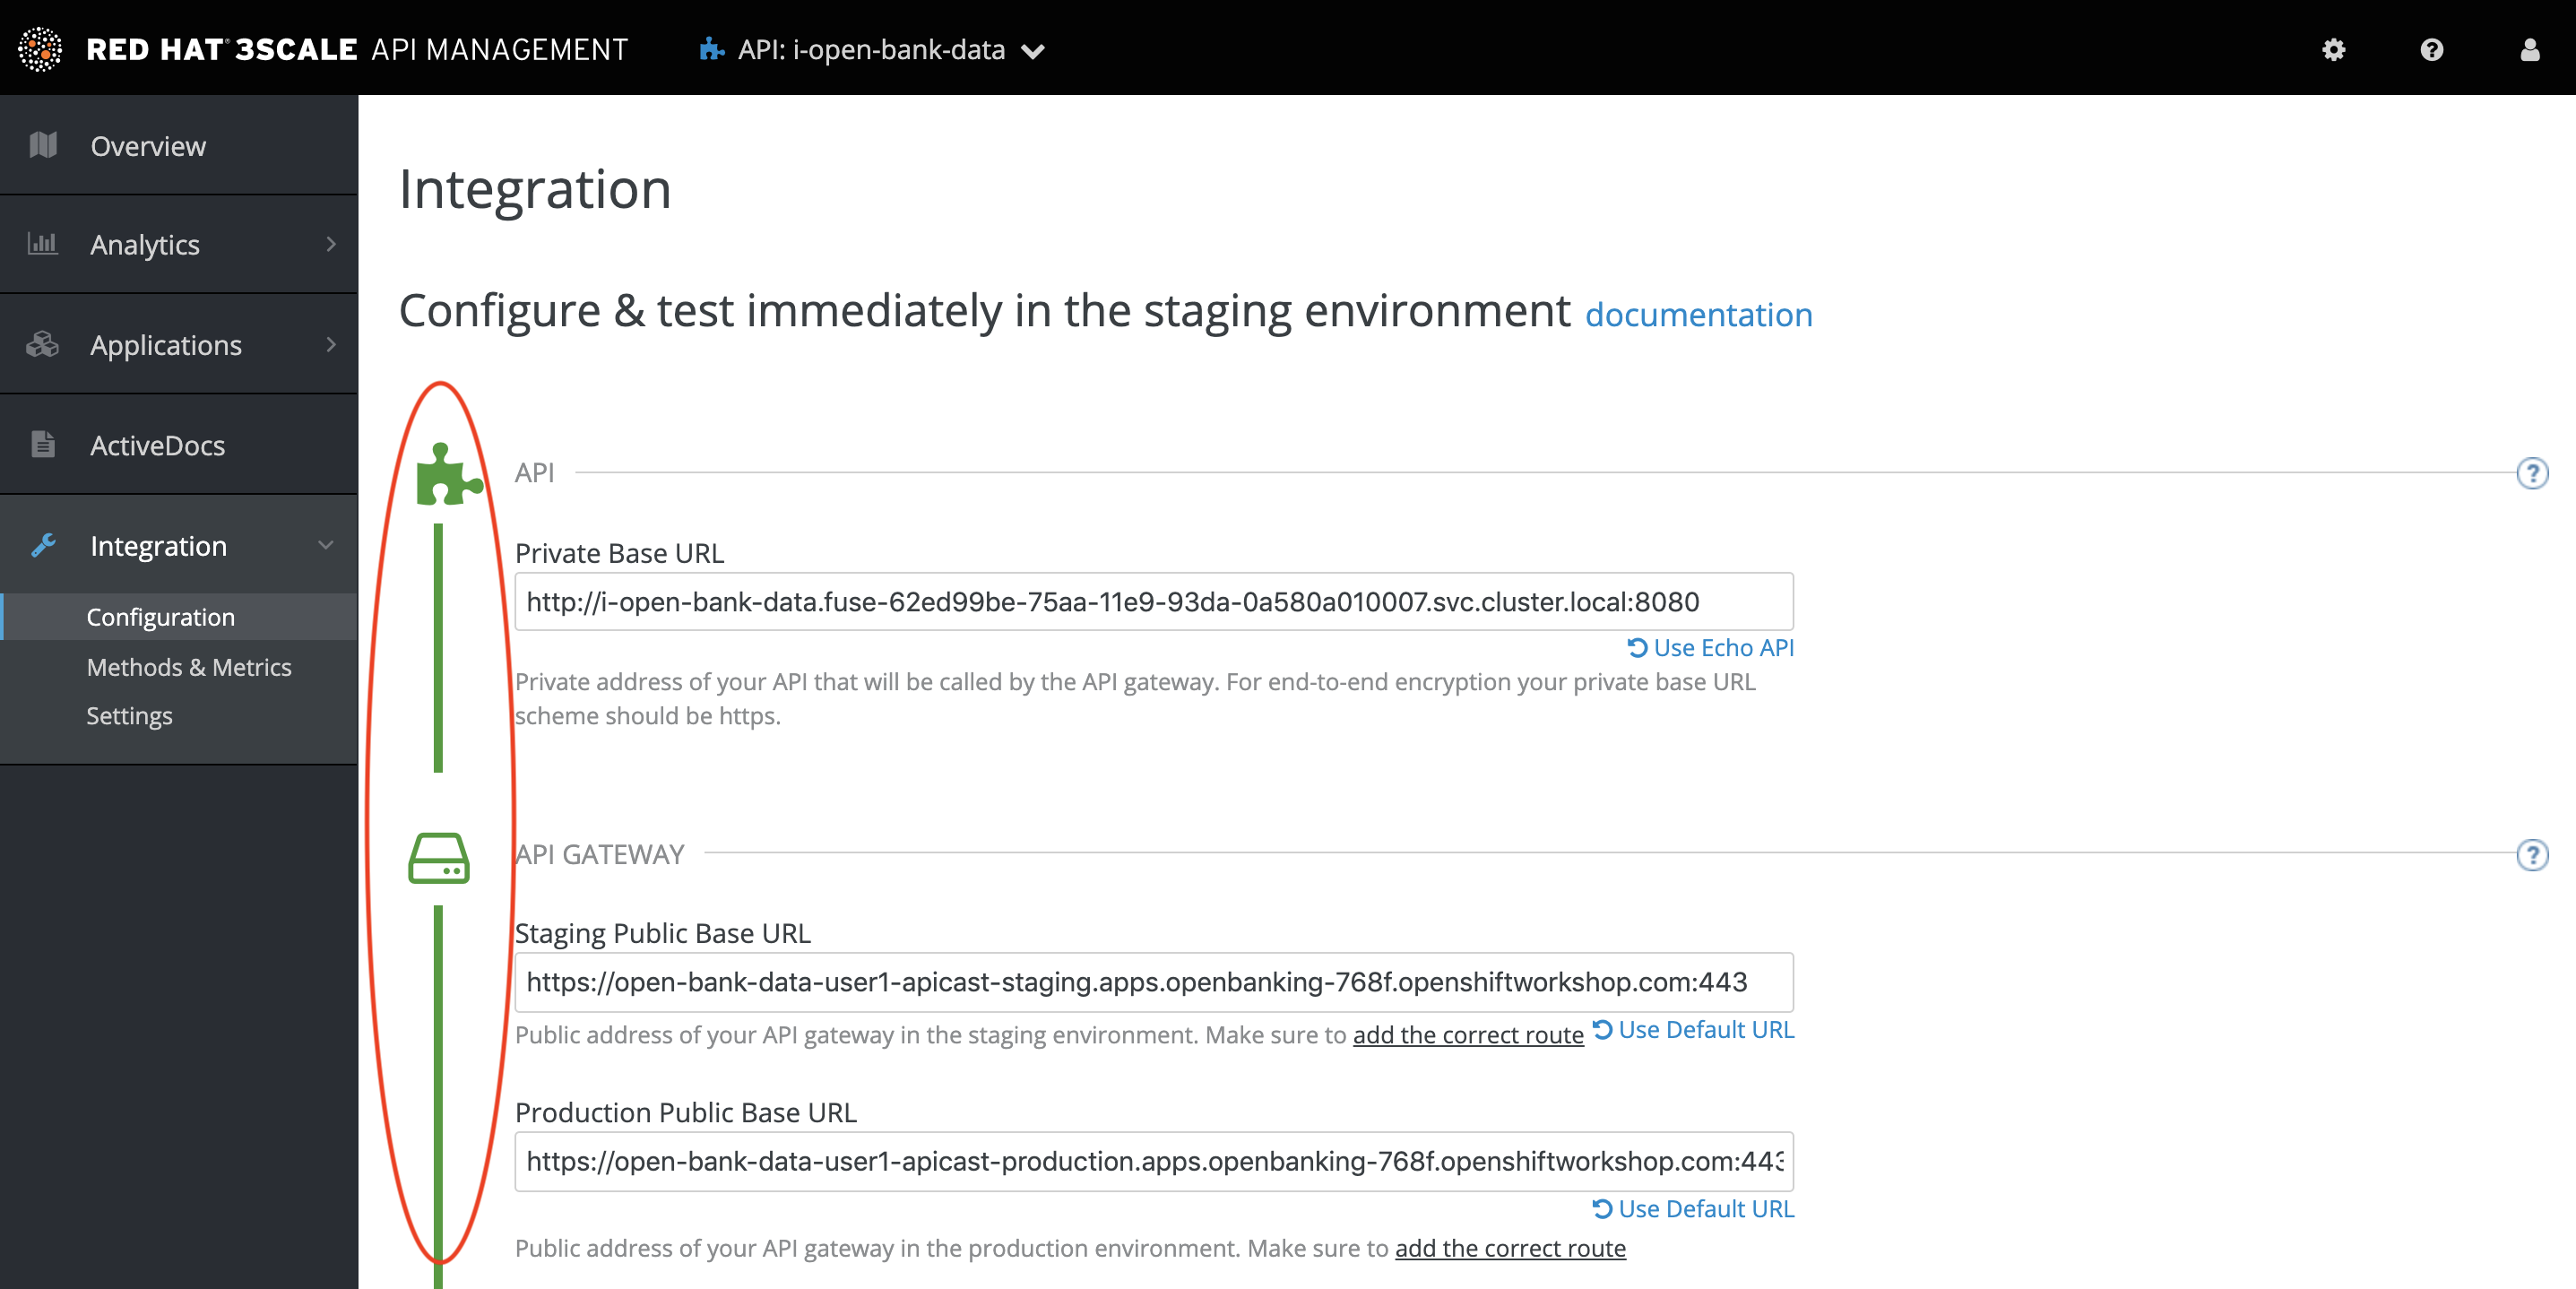 RED HAT® 3SCALE API MANAGEMENT
API: i-open-bank-data
Overview
Analytics
Applications
ActiveDocs
Integration
Configuration
Methods & Metrics
Settings
Integration
Configure & test immediately in the staging environment documentation
API
?
Private Base URL
http://i-open-bank-data.fuse-62ed99be-75aa-11e9-93da-0a580a010007.svc.cluster.local:8080
Use Echo API
Private address of your API that will be called by the API gateway. For end-to-end encryption your private base URL
scheme should be https.
API GATEWAY
?
Staging Public Base URL
https://open-bank-data-user1-apicast-staging.apps.openbanking-768f.openshiftworkshop.com:443
Public address of your API gateway in the staging environment. Make sure to add the correct route
Use Default URL
Production Public Base URL
https://open-bank-data-user1-apicast-production.apps.openbanking-768f.openshiftworkshop.com:443
Use Default URL
Public address of your API gateway in the production environment. Make sure to add the correct route